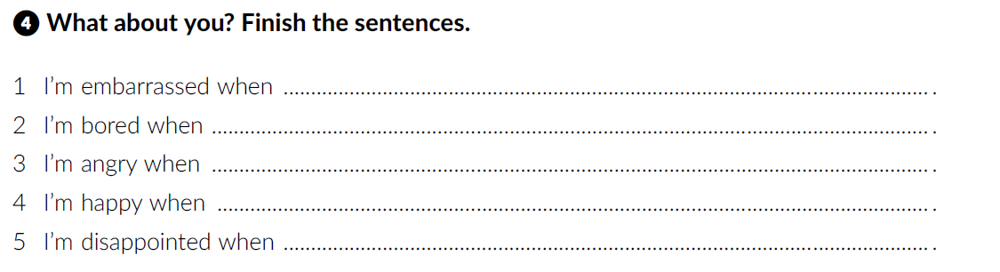 4 What about you? Finish the sentences.
1 I'm embarrassed when ........................................................................................................................ .
2 I'm bored when ..................................................................................................................................... .
3 I'm angry when ..................................................................................................................................... .
4 I'm happy when .................................................................................................................................... .
5 I'm disappointed when ........................................................................................................................ .